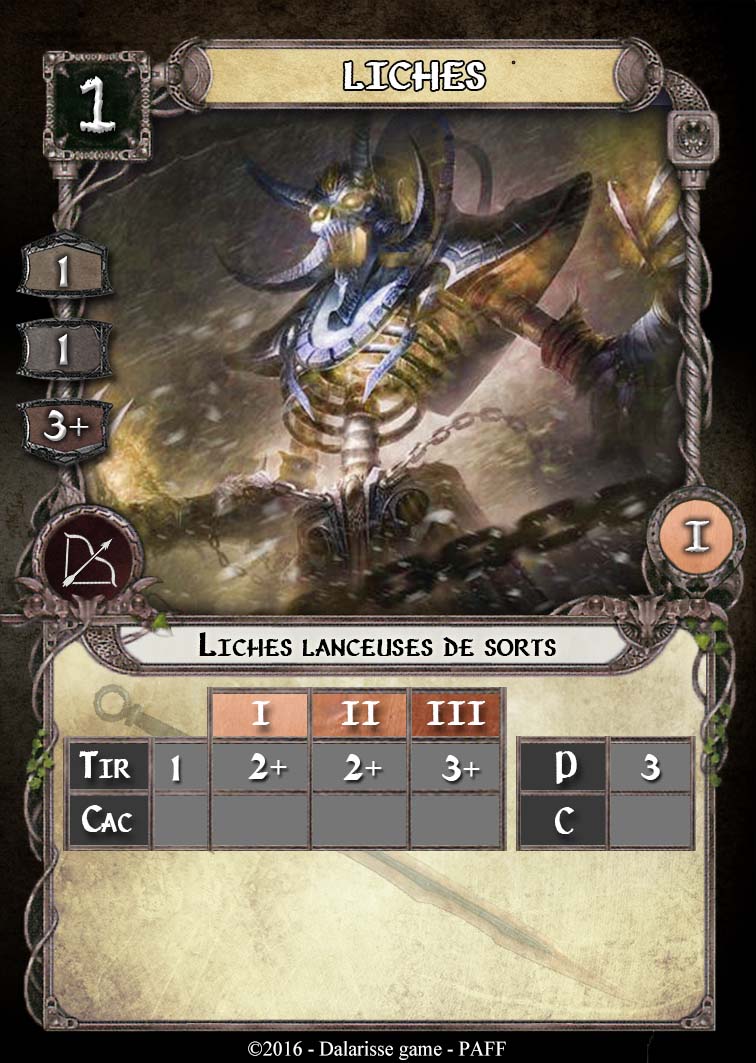 LICHES
1
1
1
3+
I
LICHES LANCEUSES DE SORTS
I II III
TIR 1 2+ 2+ 3+ P 3
CAC C
©2016 - Dalarisse game - PAFF